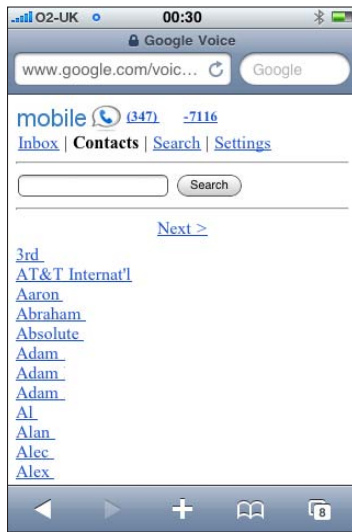 O2-UK 00:30
Google Voice
www.google.com/voic... Google
mobile (347) -7116
Inbox | Contacts | Search | Settings
Search
Next >
3rd
AT&T Internat'l
Aaron
Abraham
Absolute
Adam
Adam
Adam
Al
Alan
Alec
Alex
8